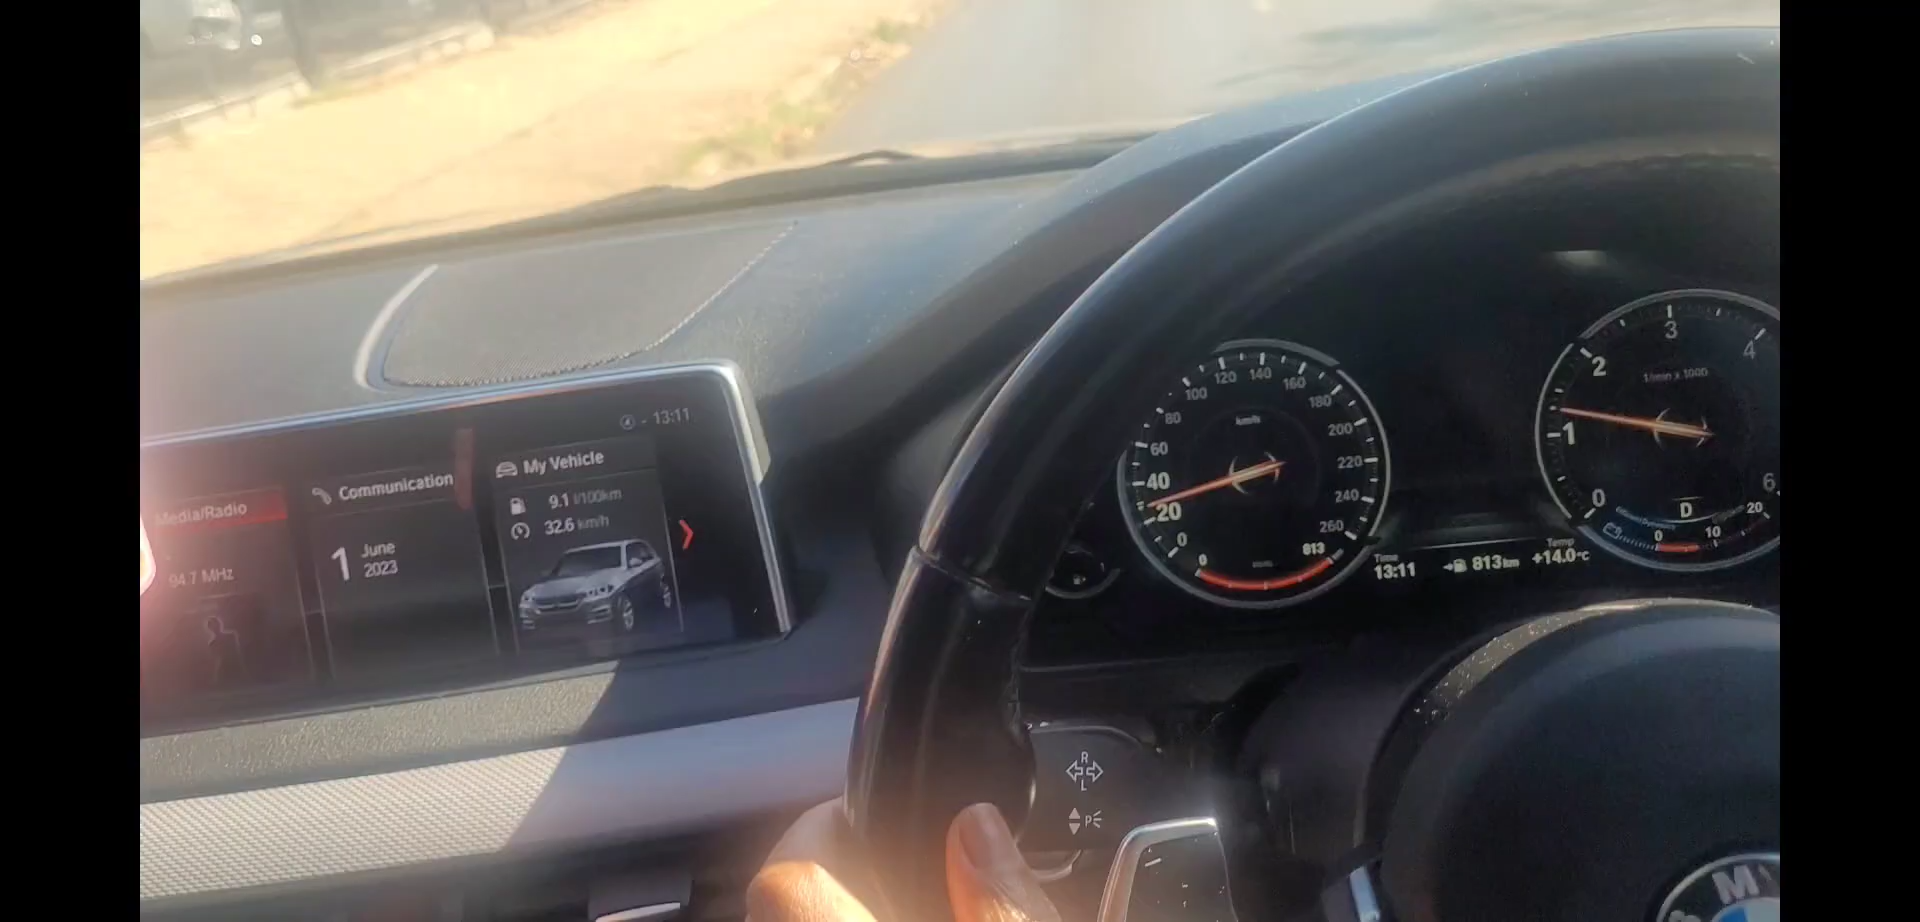 - 13:11
Media/Radio
94.7 MHz
Communication
1 June
2023
My Vehicle
9.1 l/100km
32.6 km/h
0
20
40
60
80
100
120
140
160
180
200
220
240
260
km/h
0
813
Time
13:11
813 km
Temp
+14.0°C
0
1
2
3
4
6
1/min x 1000
D
EfficientDynamics
0
10
20
R
L
P
M